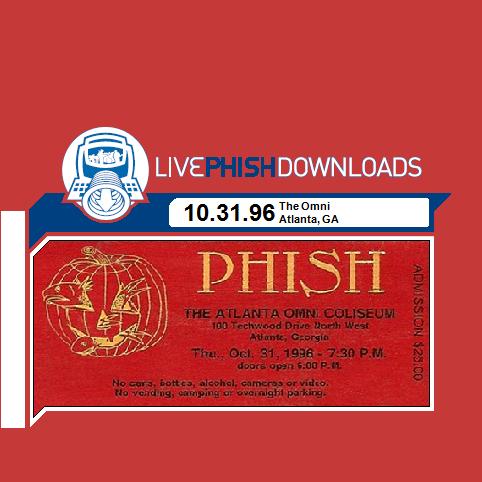 LIVEPHISHDOWNLOADS
10.31.96
The Omni
Atlanta, GA
PHISH
THE ATLANTA OMNI COLISEUM
100 Techwood Drive North West
Atlanta, Georgia
Thu., Oct. 31, 1996 - 7:30 P.M.
doors open 6:00 P.M.
No cans, bottles, alcohol, cameras or video.
No vending, camping or overnight parking.
ADMISSION $25.00